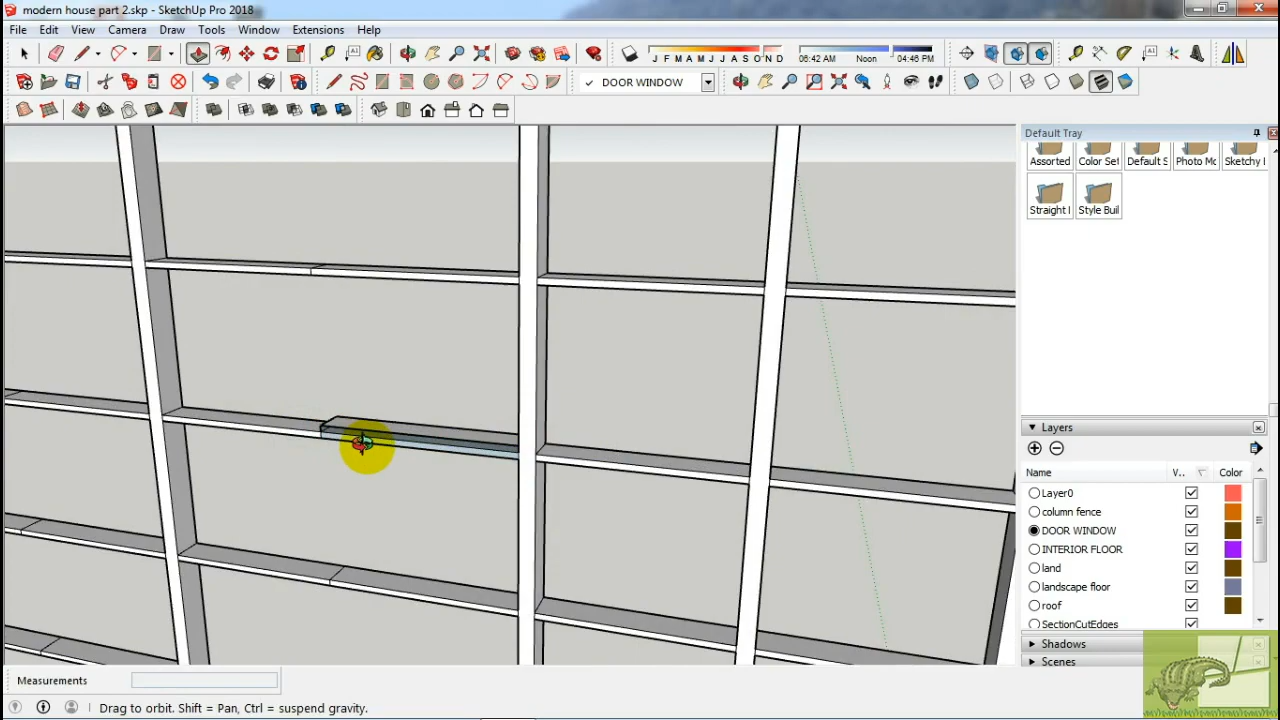 modern house part 2.skp - SketchUp Pro 2018
File Edit View Camera Draw Tools Window Extensions Help
J F M A M J J A S O N D
06:42 AM Noon 04:46 PM
✓ DOOR WINDOW
Default Tray
Assorted Color Set Default S Photo Mo Sketchy I
Straight I Style Buil
Layers
Name V.. Color
Layer0
column fence
DOOR WINDOW
INTERIOR FLOOR
land
landscape floor
roof
SectionCutEdges
Shadows
Scenes
Measurements
Drag to orbit. Shift = Pan, Ctrl = suspend gravity.